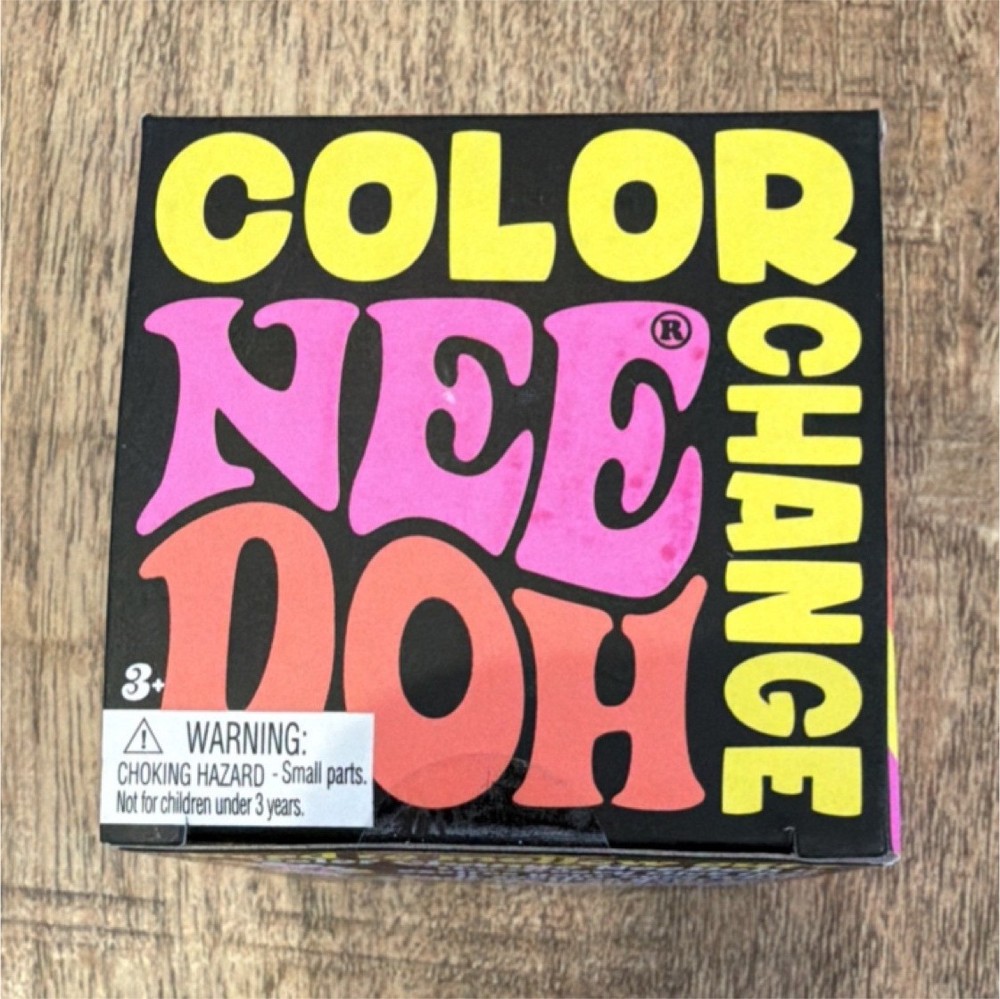 COLOR
CHANGE
NEE®
DOH
3+
WARNING:
CHOKING HAZARD - Small parts.
Not for children under 3 years.